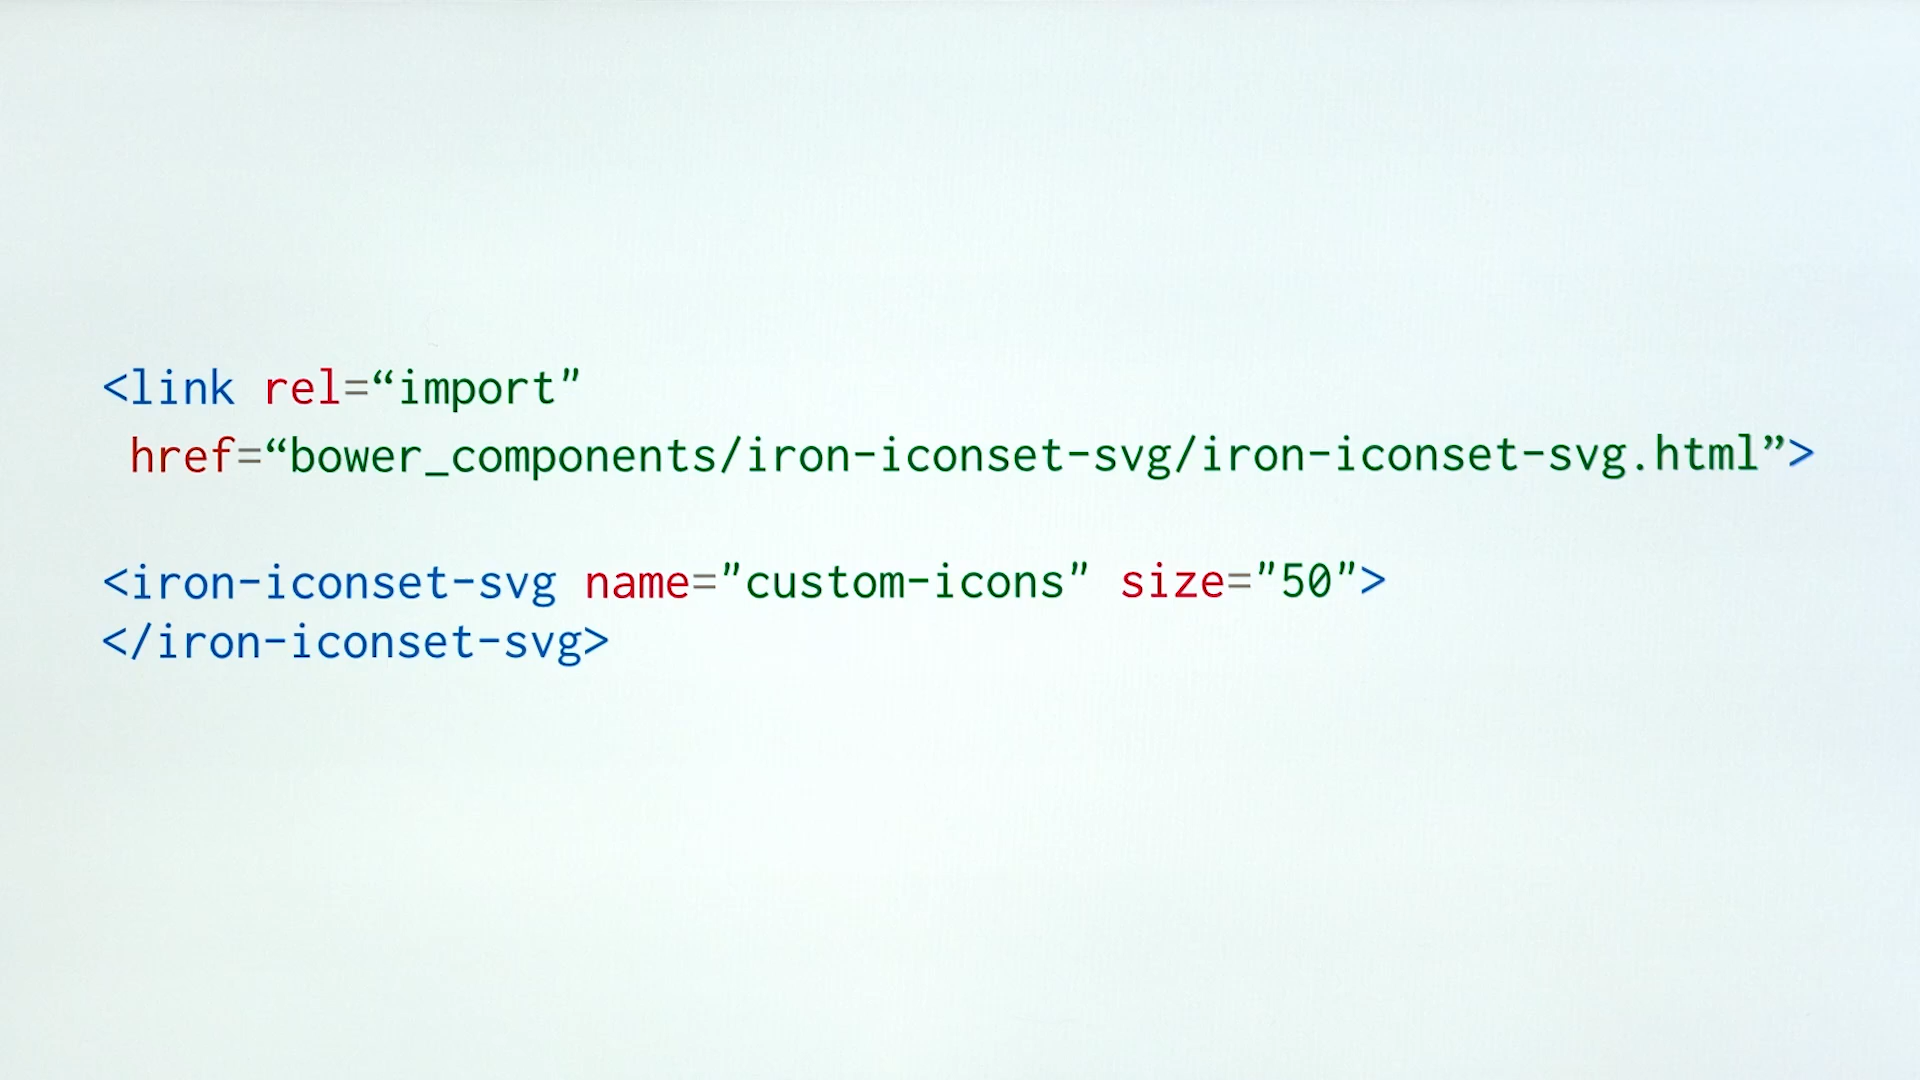 <link rel=“import"
href=“bower_components/iron-iconset-svg/iron-iconset-svg.html”>
<iron-iconset-svg name="custom-icons" size="50">
</iron-iconset-svg>